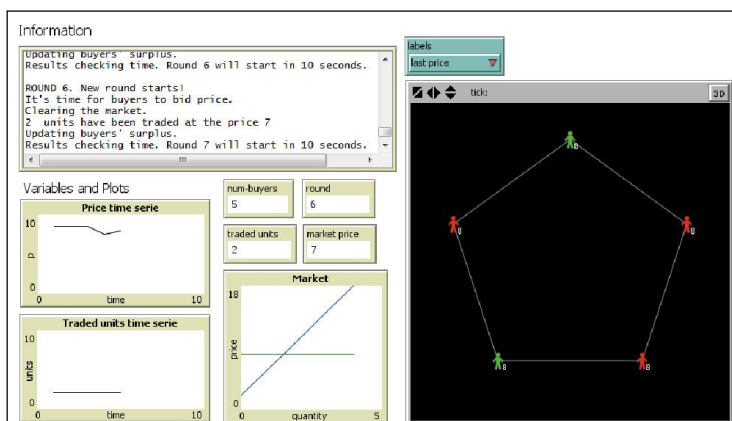 Information
Updating buyers' surplus.
Results checking time. Round 6 will start in 10 seconds.
ROUND 6. New round starts!
It's time for buyers to bid price.
Clearing the market.
2 units have been traded at the price 7
Updating buyers' surplus.
Results checking time. Round 7 will start in 10 seconds.
labels
last price
tick:
3D
Variables and Plots
num-buyers
5
round
6
traded units
2
market price
7
Price time serie
10
p
0
0
time
10
Traded units time serie
10
units
0
0
time
10
Market
18
price
0
0
quantity
5
8
8
8
8
8